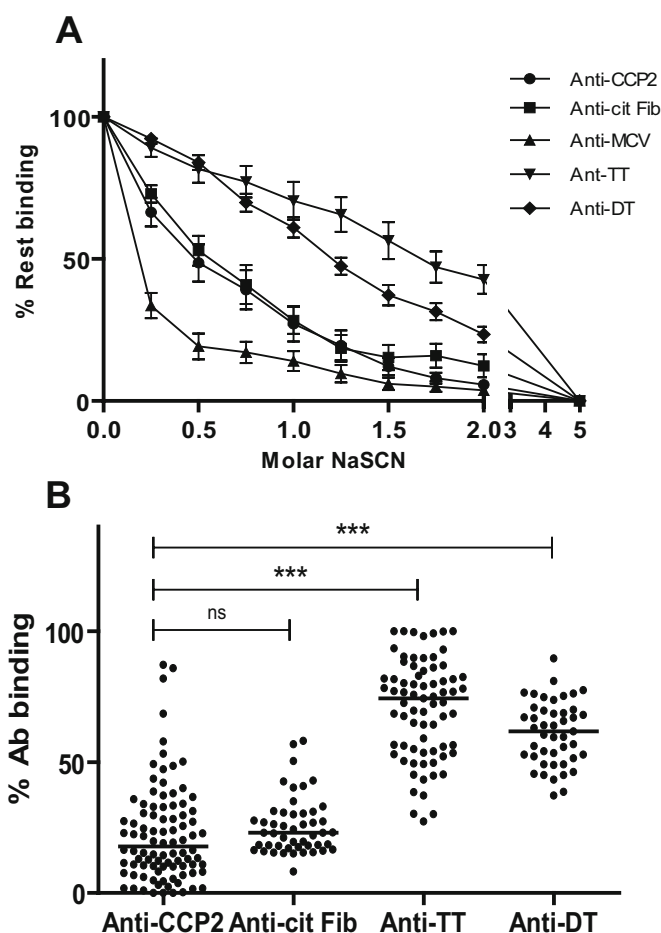 A
% Rest binding
100
50
0
0.0 0.5 1.0 1.5 2.0 3 4 5
Molar NaSCN
Anti-CCP2
Anti-cit Fib
Anti-MCV
Ant-TT
Anti-DT
B
% Ab binding
***
***
ns
100
50
0
Anti-CCP2 Anti-cit Fib Anti-TT Anti-DT